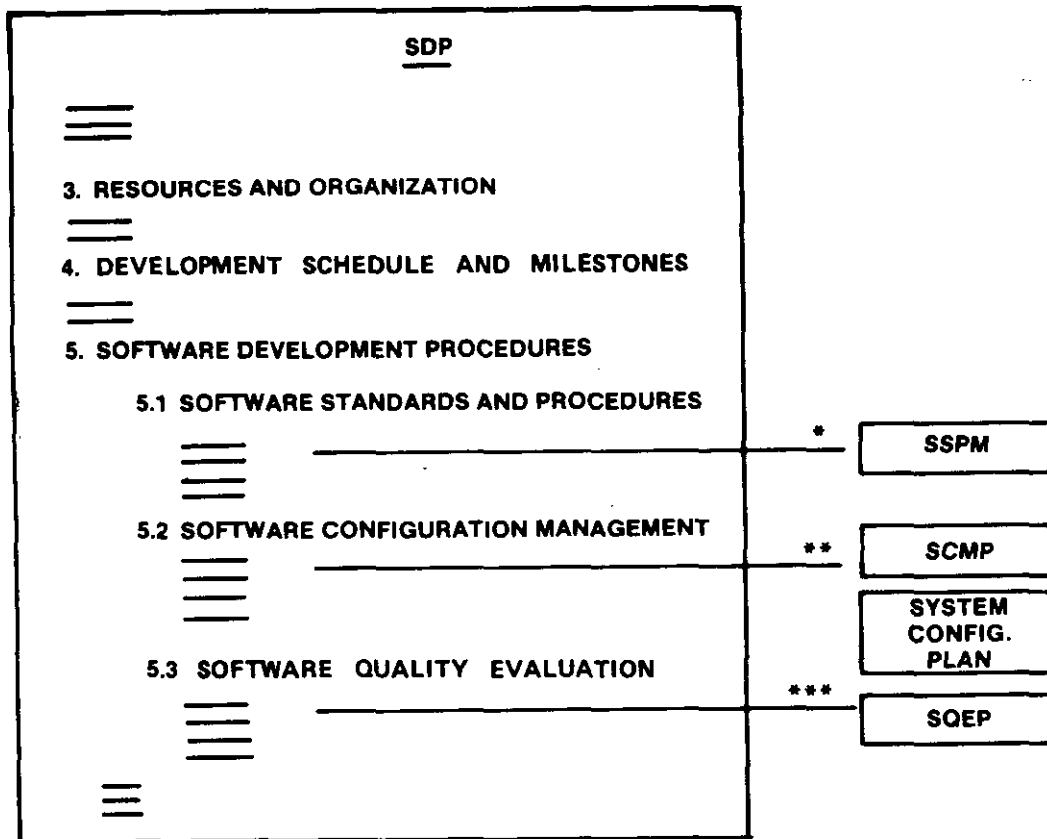 SDP
3. RESOURCES AND ORGANIZATION
4. DEVELOPMENT SCHEDULE AND MILESTONES
5. SOFTWARE DEVELOPMENT PROCEDURES
5.1 SOFTWARE STANDARDS AND PROCEDURES
*
SSPM
5.2 SOFTWARE CONFIGURATION MANAGEMENT
**
SCMP
SYSTEM
CONFIG.
PLAN
5.3 SOFTWARE QUALITY EVALUATION
***
SQEP